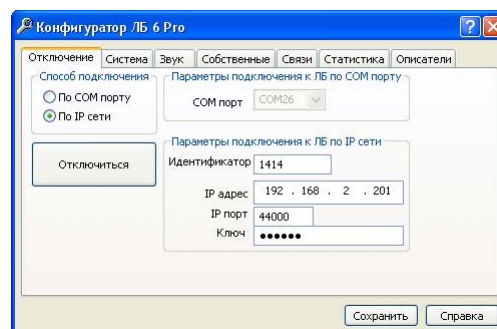 Конфигуратор ЛБ 6 Pro
Отключение Система Звук Собственные Связи Статистика Описатели
Способ подключения
По COM порту
По IP сети
Отключиться
Параметры подключения к ЛБ по COM порту
COM порт COM26
Параметры подключения к ЛБ по IP сети
Идентификатор 1414
IP адрес 192 . 168 . 2 . 201
IP порт 44000
Ключ ●●●●●●
Сохранить Справка